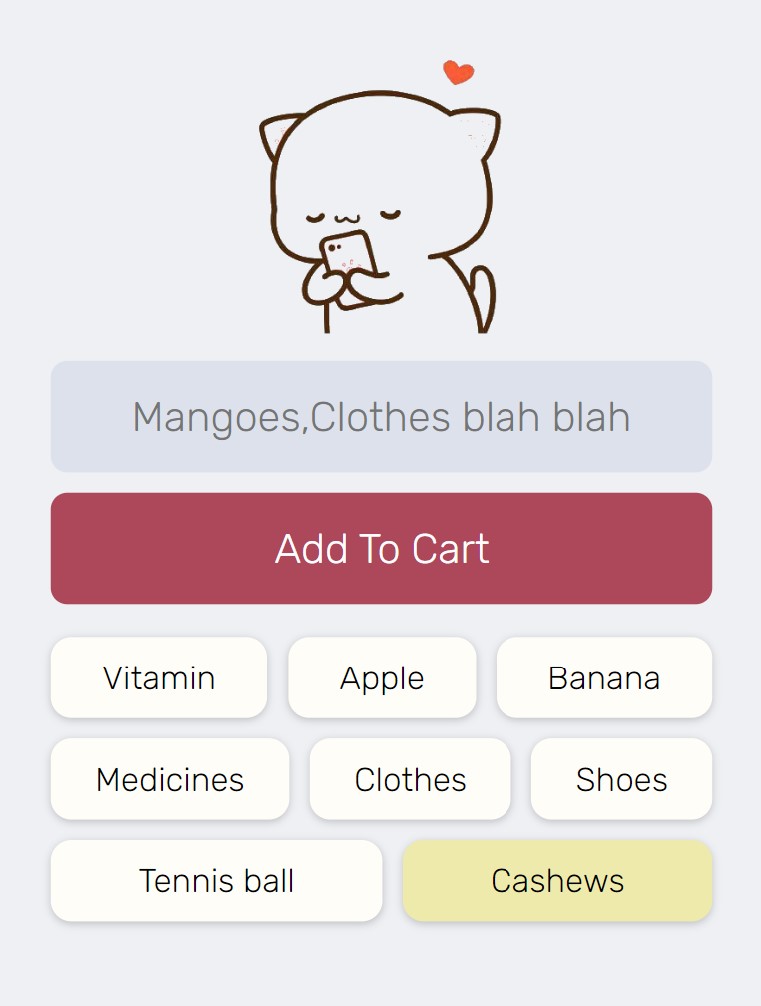 Mangoes,Clothes blah blah
Add To Cart
Vitamin Apple Banana
Medicines Clothes Shoes
Tennis ball Cashews